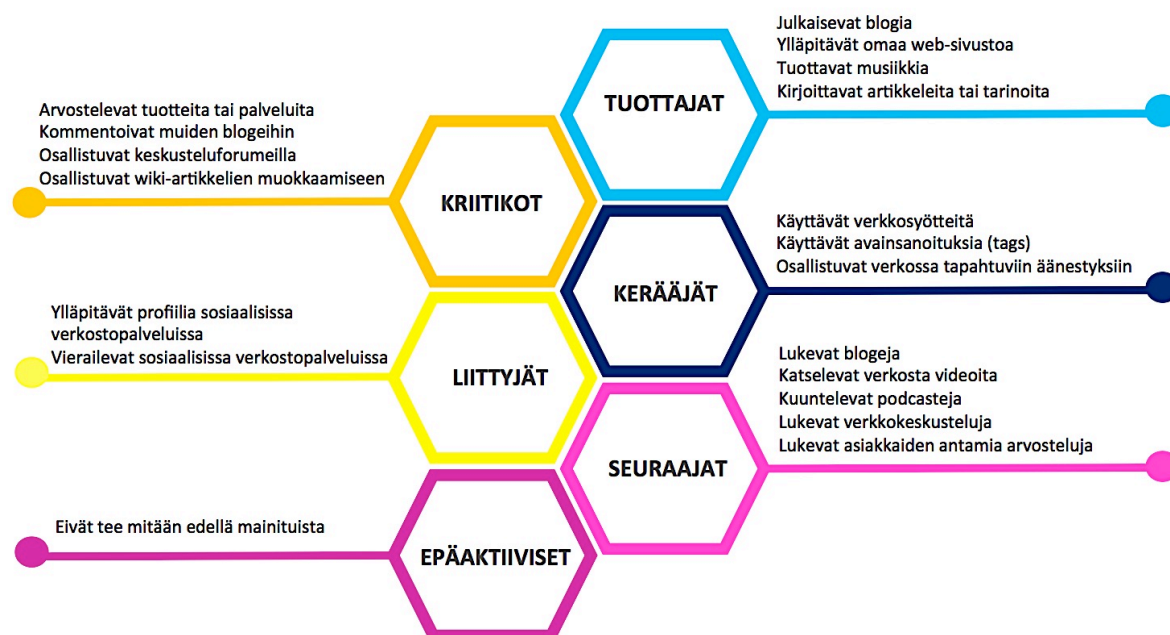 TUOTTAJAT
Julkaisevat blogia
Ylläpitävät omaa web-sivustoa
Tuottavat musiikkia
Kirjoittavat artikkeleita tai tarinoita
Arvostelevat tuotteita tai palveluita
Kommentoivat muiden blogeihin
Osallistuvat keskusteluforumeilla
Osallistuvat wiki-artikkelien muokkaamiseen
KRIITIKOT
KERÄÄJÄT
Käyttävät verkkosyötteitä
Käyttävät avainsanoituksia (tags)
Osallistuvat verkossa tapahtuviin äänestyksiin
Ylläpitävät profiilia sosiaalisissa
verkostopalveluissa
Vierailevat sosiaalisissa verkostopalveluissa
LIITTYJÄT
SEURAAJAT
Lukevat blogeja
Katselevat verkosta videoita
Kuuntelevat podcasteja
Lukevat verkkokeskusteluja
Lukevat asiakkaiden antamia arvosteluja
Eivät tee mitään edellä mainituista
EPÄAKTIIVISET